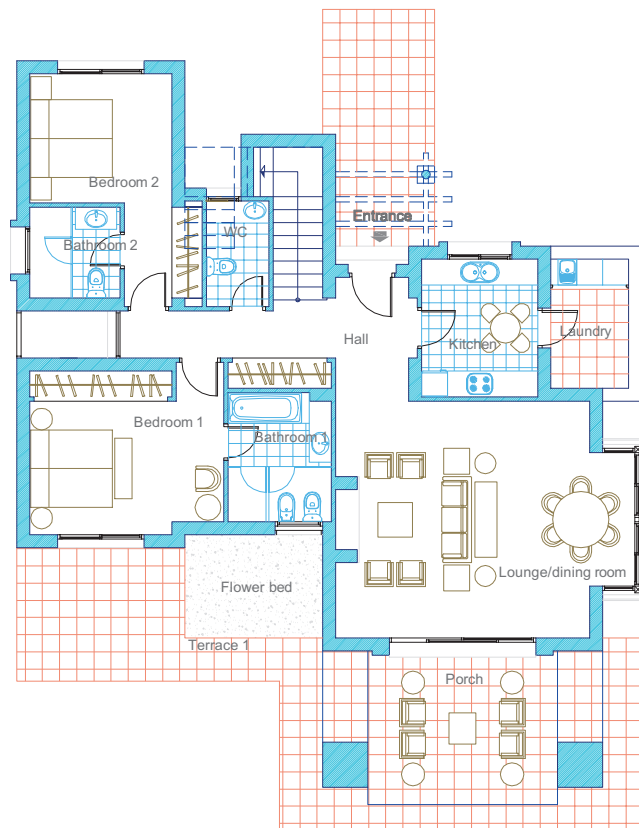 Bedroom 2
Entrance
WC
Bathroom 2
Hall
Laundry
Kitchen
Bedroom 1
Bathroom 1
Lounge/dining room
Flower bed
Terrace 1
Porch